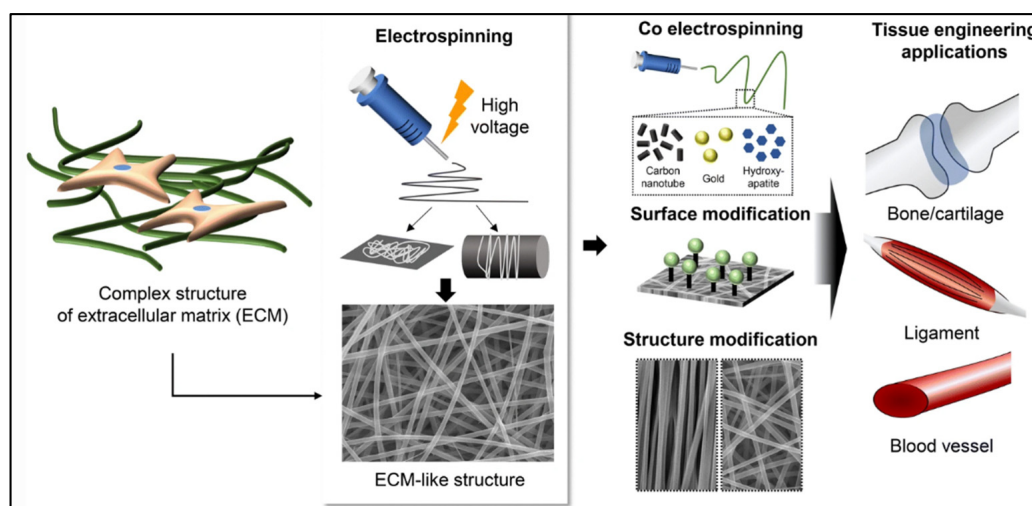 Complex structure
of extracellular matrix (ECM)
Electrospinning
High
voltage
ECM-like structure
Co electrospinning
Carbon
nanotube
Gold
Hydroxy-
apatite
Surface modification
Structure modification
Tissue engineering
applications
Bone/cartilage
Ligament
Blood vessel